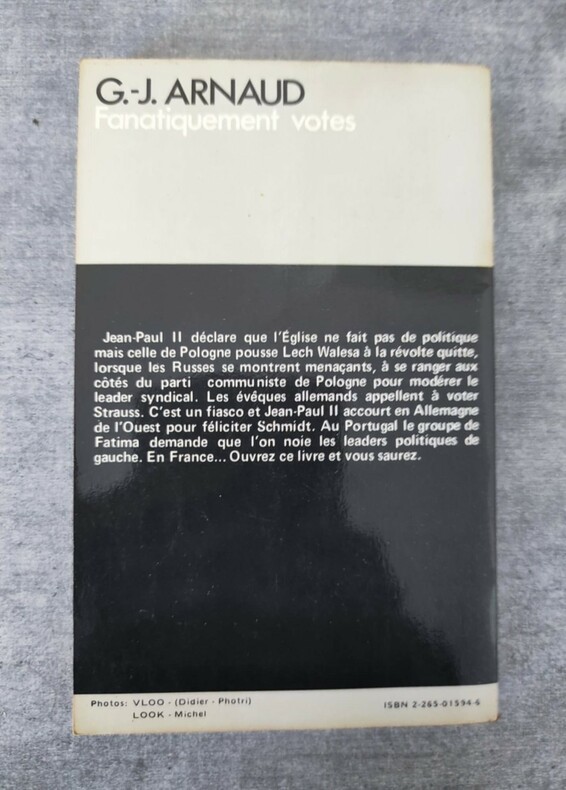 G.-J. ARNAUD
Fanatiquement votes
Jean-Paul II déclare que l'Église ne fait pas de politique
mais celle de Pologne pousse Lech Walesa à la révolte quitte,
lorsque les Russes se montrent menaçants, à se ranger aux
côtés du parti communiste de Pologne pour modérer le
leader syndical. Les évéques allemands appellent à voter
Strauss. C'est un fiasco et Jean-Paul II accourt en Allemagne
de l'Ouest pour féliciter Schmidt. Au Portugal le groupe de
Fatima demande que l'on noie les leaders politiques de
gauche. En France... Ouvrez ce livre et vous saurez.
Photos: VLOO - (Didier - Photri)
LOOK - Michel
ISBN 2-265-01594-6